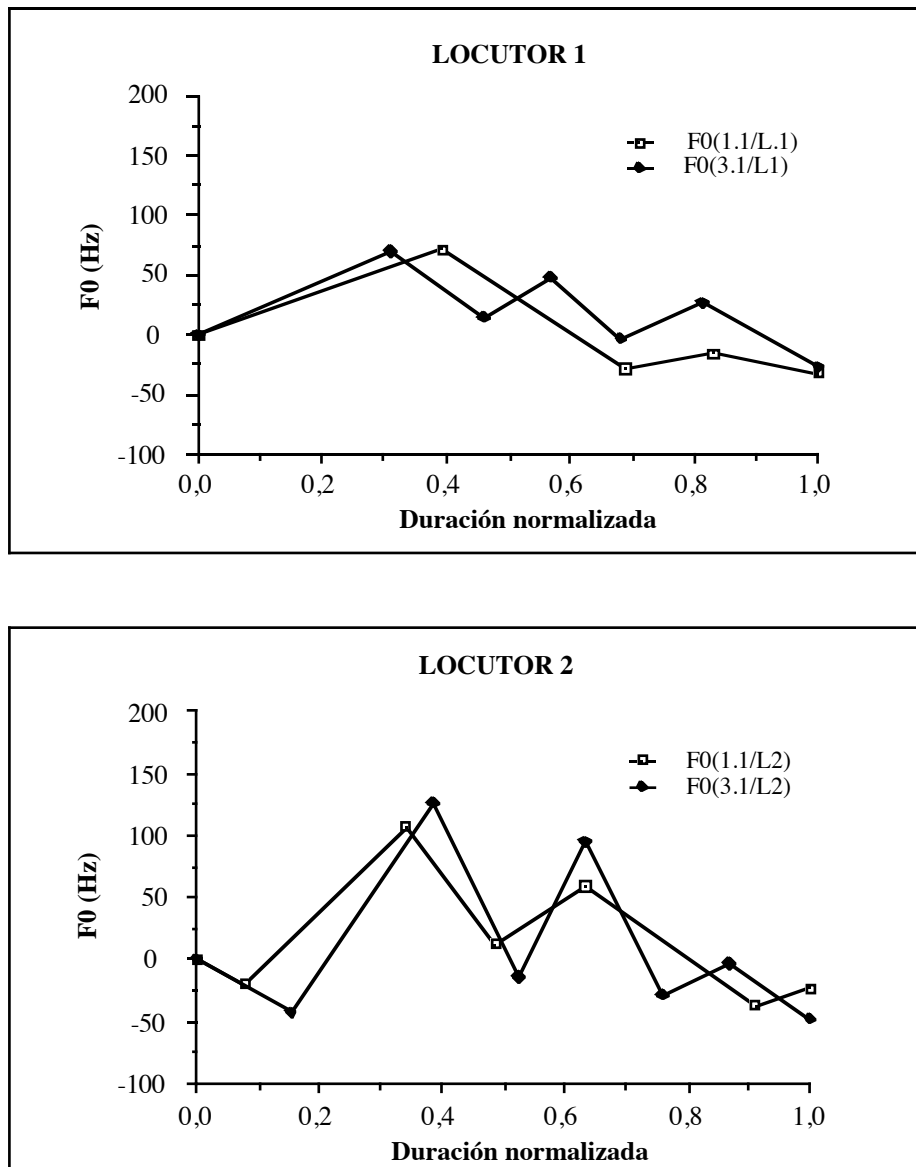 LOCUTOR 1
200
150
100
50
0
-50
-100
F0 (Hz)
F0(1.1/L.1)
F0(3.1/L1)
0,0 0,2 0,4 0,6 0,8 1,0
Duración normalizada
LOCUTOR 2
200
150
100
50
0
-50
-100
F0 (Hz)
F0(1.1/L2)
F0(3.1/L2)
0,0 0,2 0,4 0,6 0,8 1,0
Duración normalizada